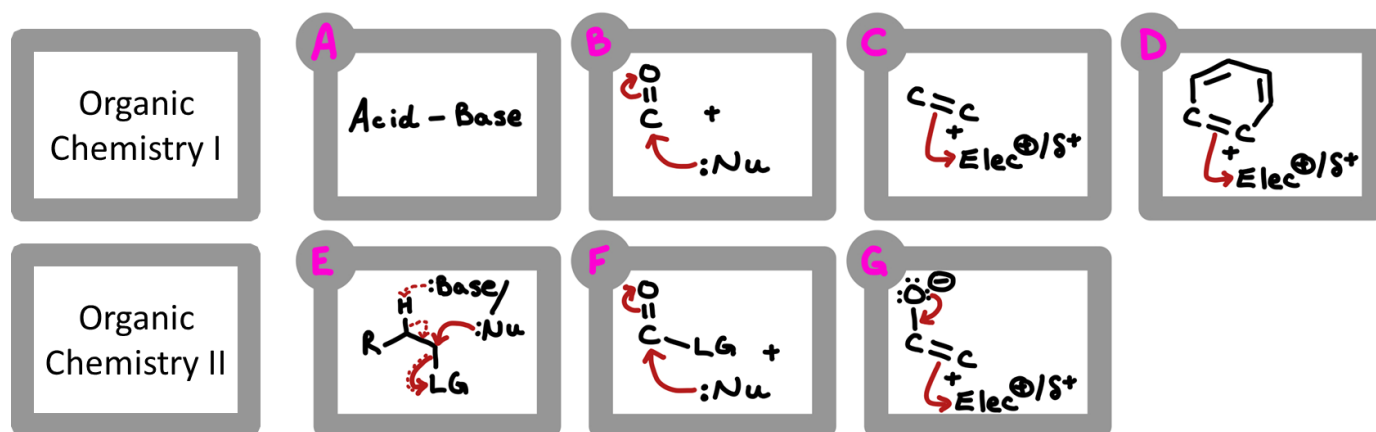 Organic
Chemistry I
A
Acid - Base
B
O
C
+
:Nu
C
C=C
+
Elec⊕/δ+
D
C=C
+
Elec⊕/δ+
Organic
Chemistry II
E
:Base/
H
:Nu
R
LG
F
O
C-LG +
:Nu
G
:O:⊖
C=C
+
Elec⊕/δ+